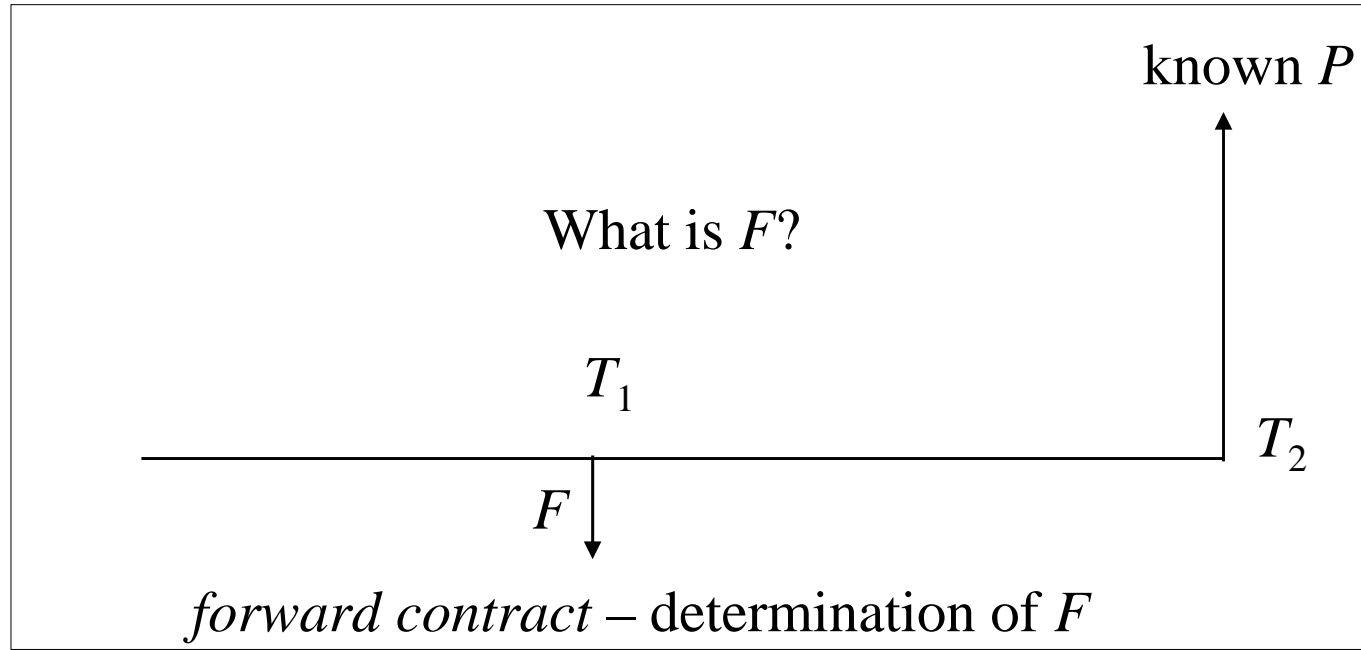 known P
What is F?
T₁
T₂
F
forward contract – determination of F